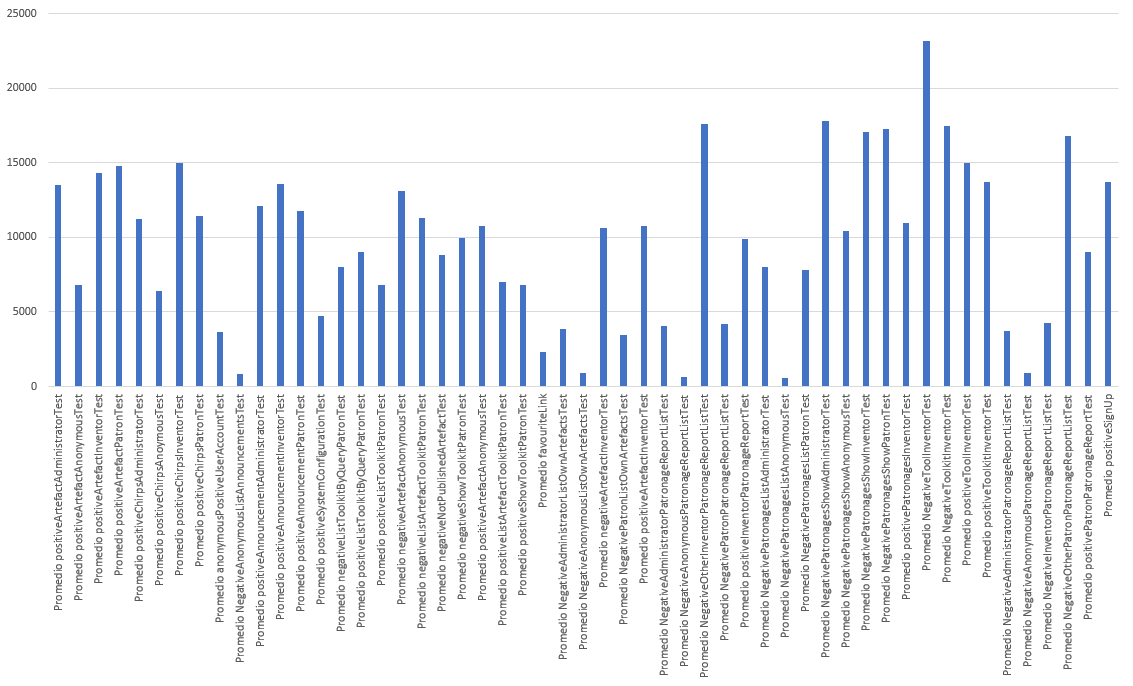 25000
20000
15000
10000
5000
0
Promedio positiveArtefactAdministratorTest
Promedio positiveArtefactAnonymousTest
Promedio positiveArtefactInventorTest
Promedio positiveArtefactPatronTest
Promedio positiveChirpsAdministratorTest
Promedio positiveChirpsAnonymousTest
Promedio positiveChirpsInventorTest
Promedio positiveChirpsPatronTest
Promedio anonymousPositiveUserAccountTest
Promedio NegativeAnonymousListAnnouncementsTest
Promedio positiveAnnouncementAdministratorTest
Promedio positiveAnnouncementInventorTest
Promedio positiveAnnouncementPatronTest
Promedio positiveSystemConfigurationTest
Promedio negativeListToolkitByQueryPatronTest
Promedio positiveListToolkitByQueryPatronTest
Promedio positiveListToolkitPatronTest
Promedio negativeArtefactAnonymousTest
Promedio negativeListArtefactToolkitPatronTest
Promedio negativeNotPublishedArtefactTest
Promedio negativeShowToolkitPatronTest
Promedio positiveArtefactAnonymousTest
Promedio positiveListArtefactToolkitPatronTest
Promedio positiveShowToolkitPatronTest
Promedio favouriteLink
Promedio NegativeAdministratorListOwnArtefactsTest
Promedio NegativeAnonymousListOwnArtefactsTest
Promedio negativeArtefactInventorTest
Promedio NegativePatronListOwnArtefactsTest
Promedio positiveArtefactInventorTest
Promedio NegativeAdministratorPatronageReportListTest
Promedio NegativeAnonymousPatronageReportListTest
Promedio NegativeOtherInventorPatronageReportListTest
Promedio NegativePatronPatronageReportListTest
Promedio positiveInventorPatronageReportTest
Promedio NegativePatronagesListAdministratorTest
Promedio NegativePatronagesListAnonymousTest
Promedio NegativePatronagesListPatronTest
Promedio NegativePatronagesShowAdministratorTest
Promedio NegativePatronagesShowAnonymousTest
Promedio NegativePatronagesShowInventorTest
Promedio NegativePatronagesShowPatronTest
Promedio positivePatronagesInventorTest
Promedio NegativeToolInventorTest
Promedio NegativeToolkitInventorTest
Promedio positiveToolInventorTest
Promedio positiveToolkitInventorTest
Promedio NegativeAdministratorPatronageReportListTest
Promedio NegativeAnonymousPatronageReportListTest
Promedio NegativeInventorPatronageReportListTest
Promedio NegativeOtherPatronPatronageReportListTest
Promedio positivePatronPatronageReportTest
Promedio positiveSignUp